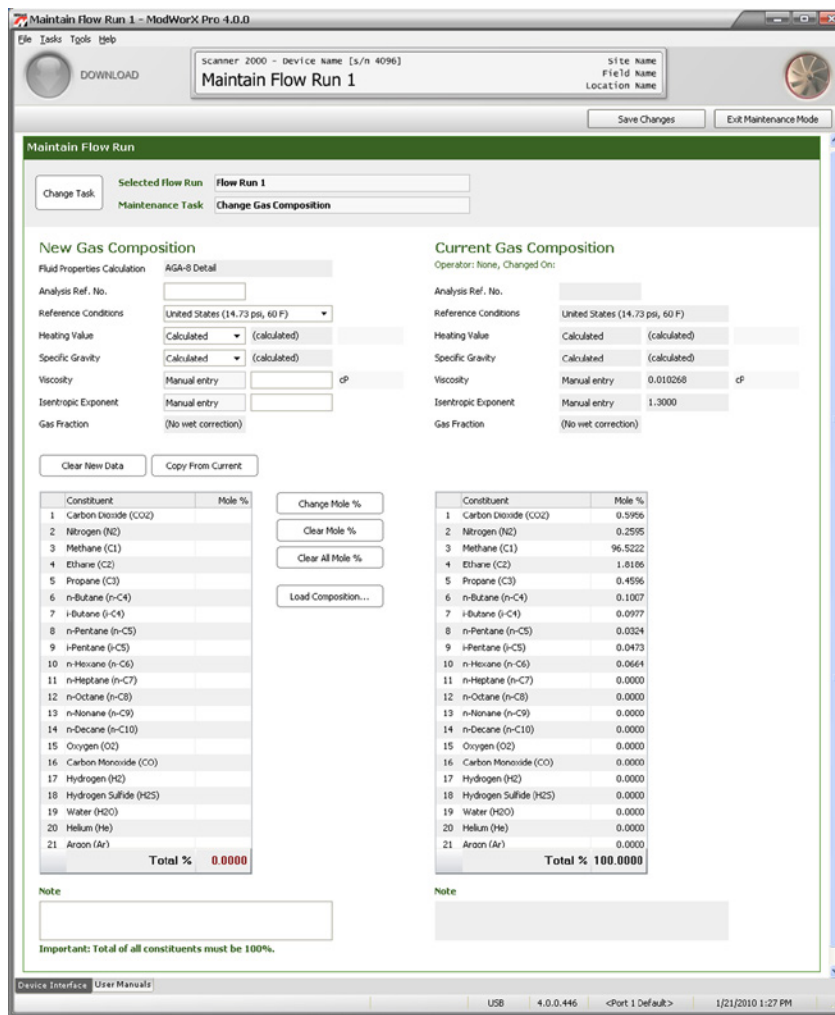 Maintain Flow Run 1 - ModWorX Pro 4.0.0
File Tasks Tools Help
DOWNLOAD
Scanner 2000 - Device Name [s/n 4096]
Maintain Flow Run 1
Site Name
Field Name
Location Name
Save Changes Exit Maintenance Mode
Maintain Flow Run
Change Task
Selected Flow Run Flow Run 1
Maintenance Task Change Gas Composition
New Gas Composition
Fluid Properties Calculation AGA-8 Detail
Analysis Ref. No.
Reference Conditions United States (14.73 psi, 60 F)
Heating Value Calculated (calculated)
Specific Gravity Calculated (calculated)
Viscosity Manual entry cP
Isentropic Exponent Manual entry
Gas Fraction (No wet correction)
Current Gas Composition
Operator: None, Changed On:
Analysis Ref. No.
Reference Conditions United States (14.73 psi, 60 F)
Heating Value Calculated (calculated)
Specific Gravity Calculated (calculated)
Viscosity Manual entry 0.010268 cP
Isentropic Exponent Manual entry 1.3000
Gas Fraction (No wet correction)
Clear New Data Copy From Current
Constituent Mole %
1 Carbon Dioxide (CO2)
2 Nitrogen (N2)
3 Methane (C1)
4 Ethane (C2)
5 Propane (C3)
6 n-Butane (n-C4)
7 i-Butane (i-C4)
8 n-Pentane (n-C5)
9 i-Pentane (i-C5)
10 n-Hexane (n-C6)
11 n-Heptane (n-C7)
12 n-Octane (n-C8)
13 n-Nonane (n-C9)
14 n-Decane (n-C10)
15 Oxygen (O2)
16 Carbon Monoxide (CO)
17 Hydrogen (H2)
18 Hydrogen Sulfide (H2S)
19 Water (H2O)
20 Helium (He)
21 Argon (Ar)
Total % 0.0000
Change Mole %
Clear Mole %
Clear All Mole %
Load Composition...
Constituent Mole %
1 Carbon Dioxide (CO2) 0.5956
2 Nitrogen (N2) 0.2595
3 Methane (C1) 96.5222
4 Ethane (C2) 1.8186
5 Propane (C3) 0.4596
6 n-Butane (n-C4) 0.1007
7 i-Butane (i-C4) 0.0977
8 n-Pentane (n-C5) 0.0324
9 i-Pentane (i-C5) 0.0473
10 n-Hexane (n-C6) 0.0664
11 n-Heptane (n-C7) 0.0000
12 n-Octane (n-C8) 0.0000
13 n-Nonane (n-C9) 0.0000
14 n-Decane (n-C10) 0.0000
15 Oxygen (O2) 0.0000
16 Carbon Monoxide (CO) 0.0000
17 Hydrogen (H2) 0.0000
18 Hydrogen Sulfide (H2S) 0.0000
19 Water (H2O) 0.0000
20 Helium (He) 0.0000
21 Argon (Ar) 0.0000
Total % 100.0000
Note
Important: Total of all constituents must be 100%.
Note
Device Interface User Manuals
USB 4.0.0.446 <Port 1 Default> 1/21/2010 1:27 PM